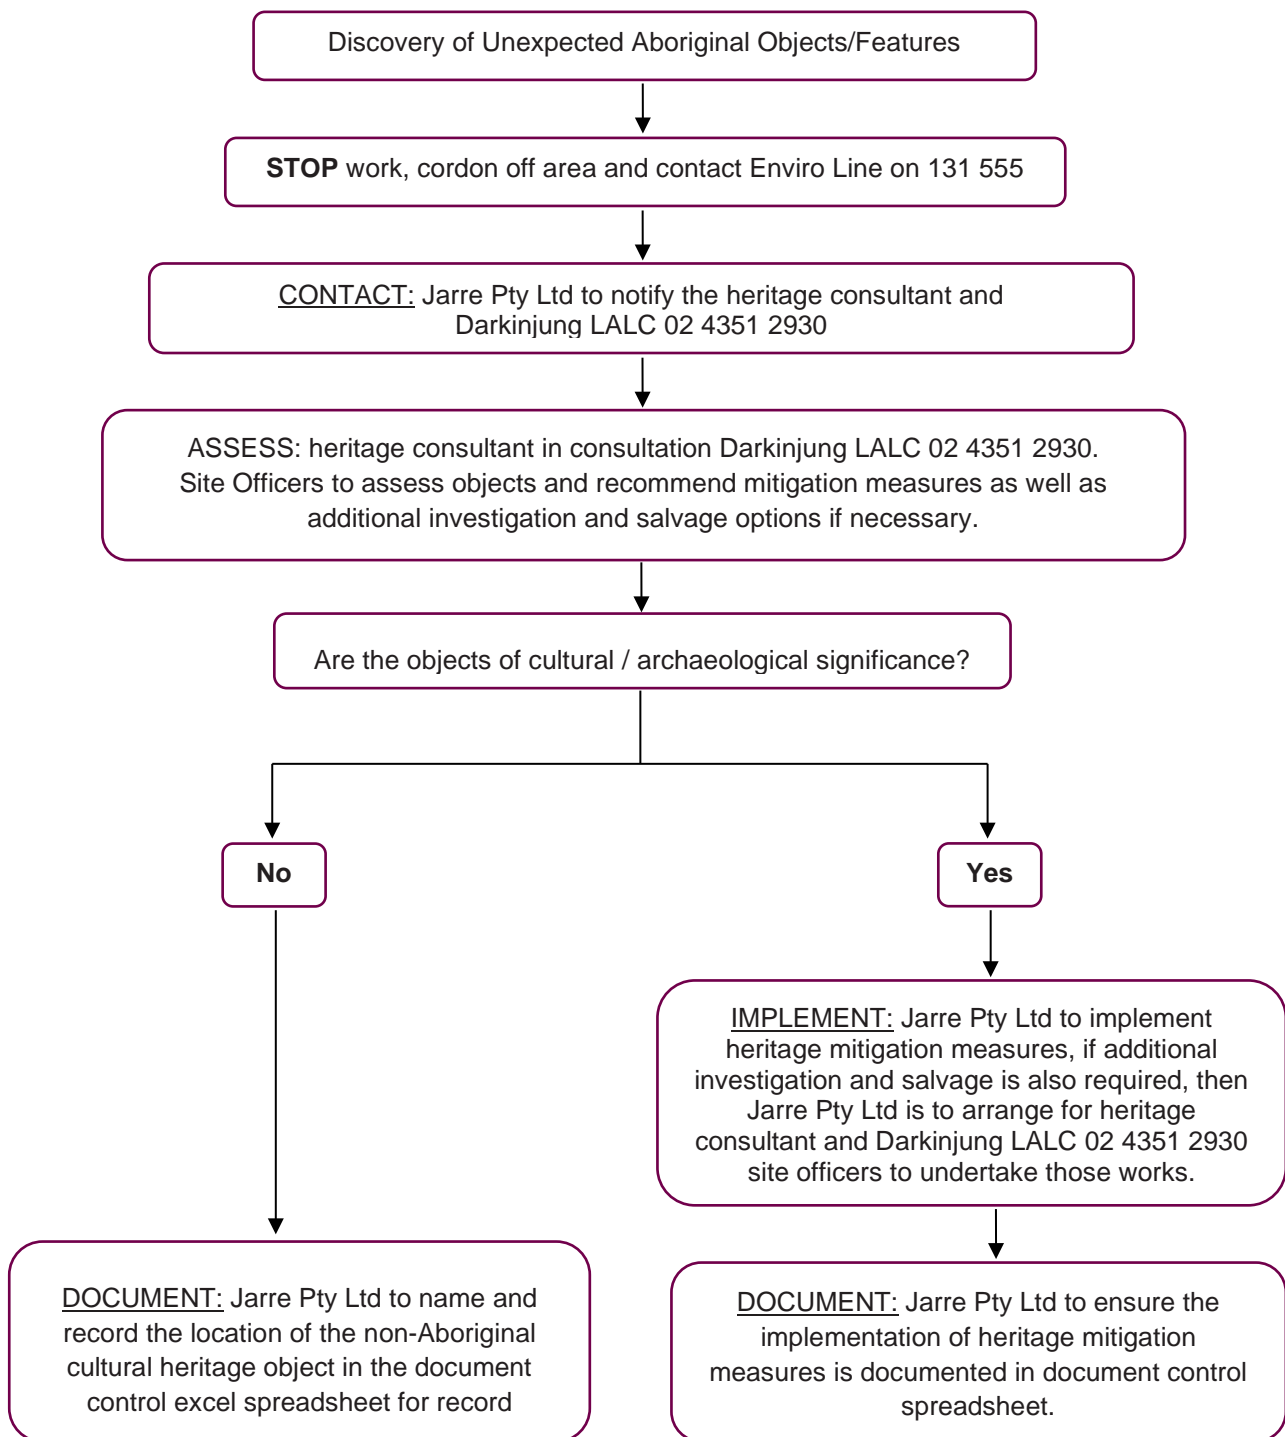 Discovery of Unexpected Aboriginal Objects/Features
STOP work, cordon off area and contact Enviro Line on 131 555
CONTACT: Jarre Pty Ltd to notify the heritage consultant and
Darkinjung LALC 02 4351 2930
ASSESS: heritage consultant in consultation Darkinjung LALC 02 4351 2930.
Site Officers to assess objects and recommend mitigation measures as well as
additional investigation and salvage options if necessary.
Are the objects of cultural / archaeological significance?
No
Yes
IMPLEMENT: Jarre Pty Ltd to implement
heritage mitigation measures, if additional
investigation and salvage is also required, then
Jarre Pty Ltd is to arrange for heritage
consultant and Darkinjung LALC 02 4351 2930
site officers to undertake those works.
DOCUMENT: Jarre Pty Ltd to name and
record the location of the non-Aboriginal
cultural heritage object in the document
control excel spreadsheet for record
DOCUMENT: Jarre Pty Ltd to ensure the
implementation of heritage mitigation
measures is documented in document control
spreadsheet.